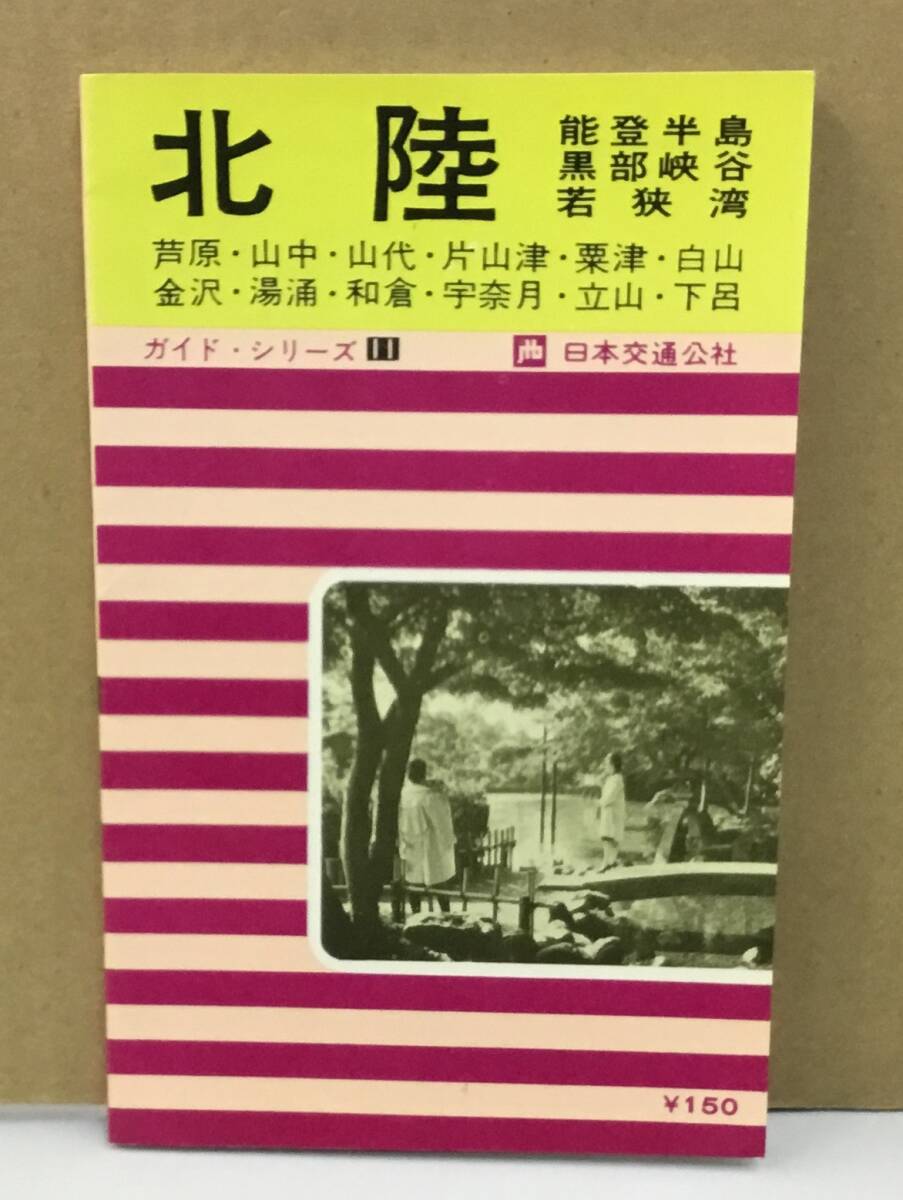 北陸
能登半島
黒部峡谷
若狭湾
芦原・山中・山代・片山津・粟津・白山
金沢・湯涌・和倉・宇奈月・立山・下呂
ガイド・シリーズ 11
jtb 日本交通公社
¥150